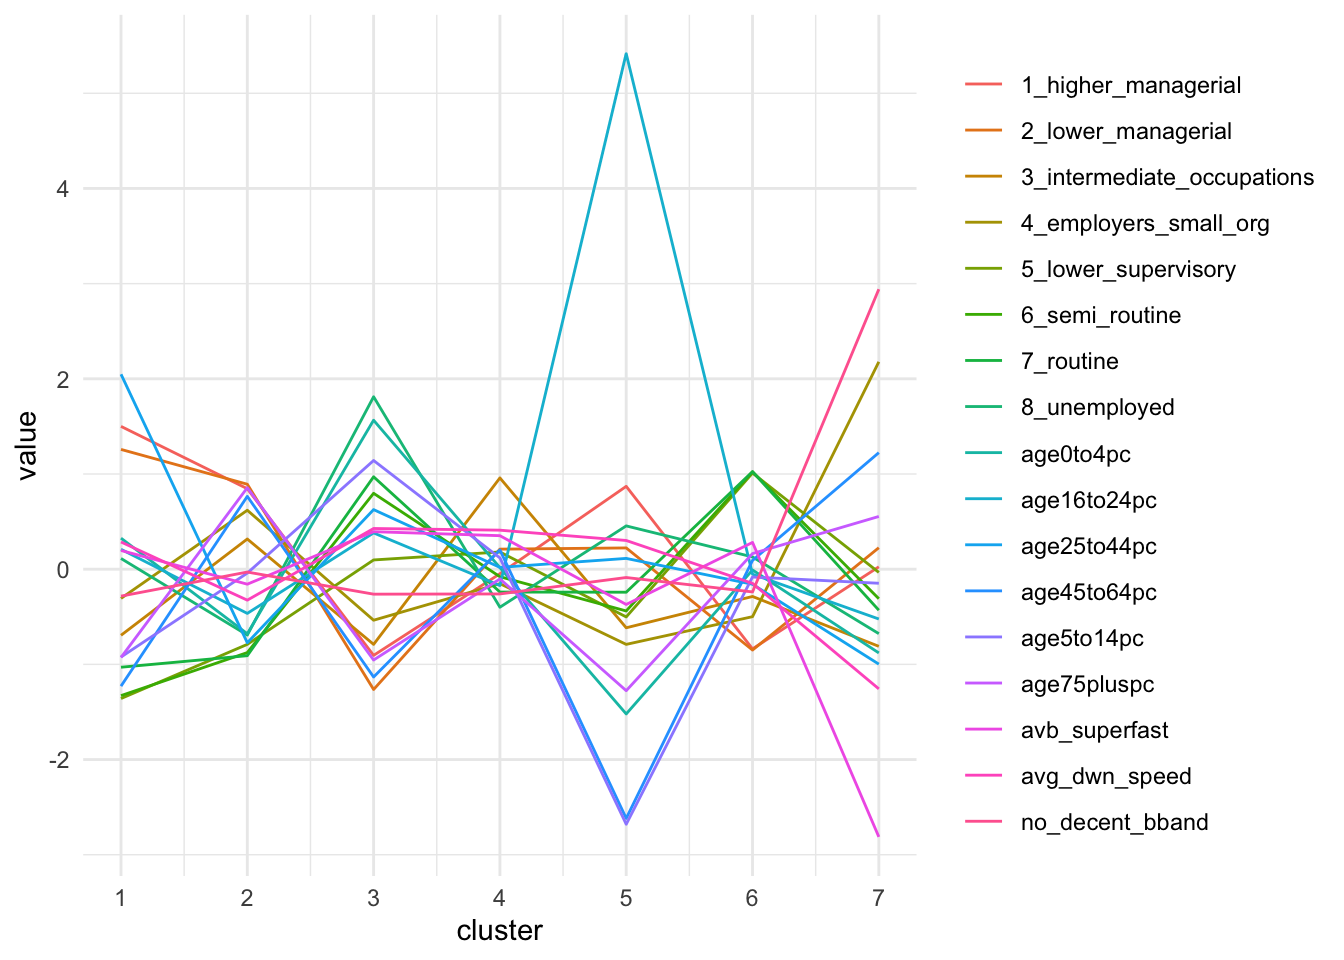 value
4
2
0
-2
1 2 3 4 5 6 7
cluster
1_higher_managerial
2_lower_managerial
3_intermediate_occupations
4_employers_small_org
5_lower_supervisory
6_semi_routine
7_routine
8_unemployed
age0to4pc
age16to24pc
age25to44pc
age45to64pc
age5to14pc
age75pluspc
avb_superfast
avg_dwn_speed
no_decent_bband